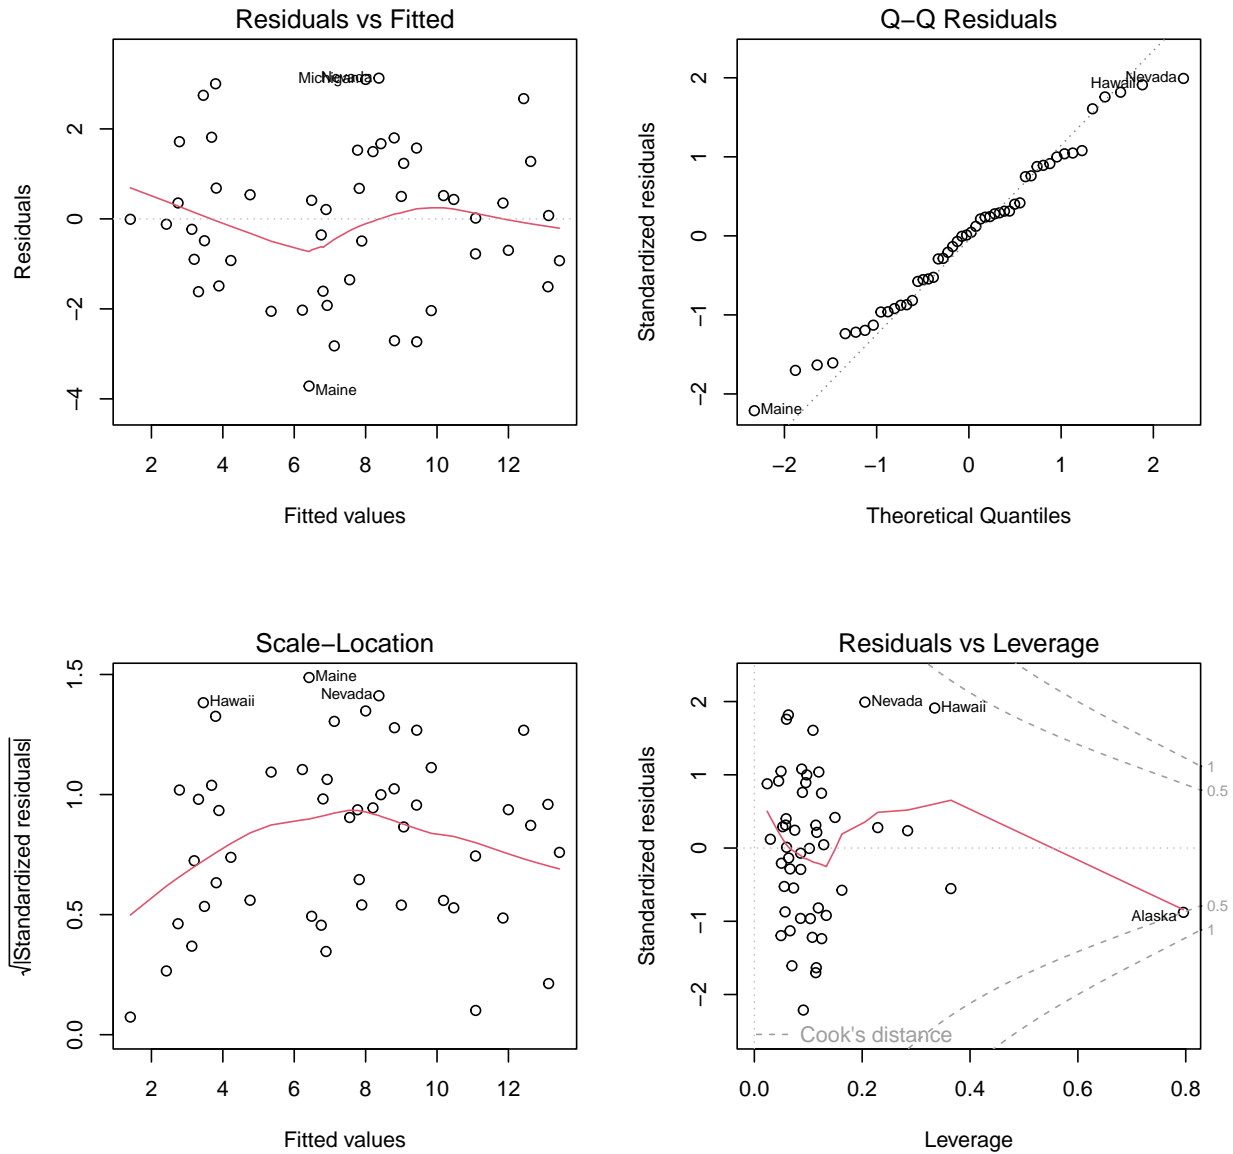 Residuals vs Fitted
Residuals
2
0
−2
−4
Nevada
Maine
2 4 6 8 10 12
Fitted values
Q−Q Residuals
Standardized residuals
2
1
0
−1
−2
Nevada
Hawaii
Maine
−2 −1 0 1 2
Theoretical Quantiles
Scale−Location
√|Standardized residuals|
1.5
1.0
0.5
0.0
Maine
Nevada
Hawaii
2 4 6 8 10 12
Fitted values
Residuals vs Leverage
Standardized residuals
2
1
0
−1
−2
Nevada
Hawaii
Alaska
1
0.5
0.5
1
Cook's distance
0.0 0.2 0.4 0.6 0.8
Leverage